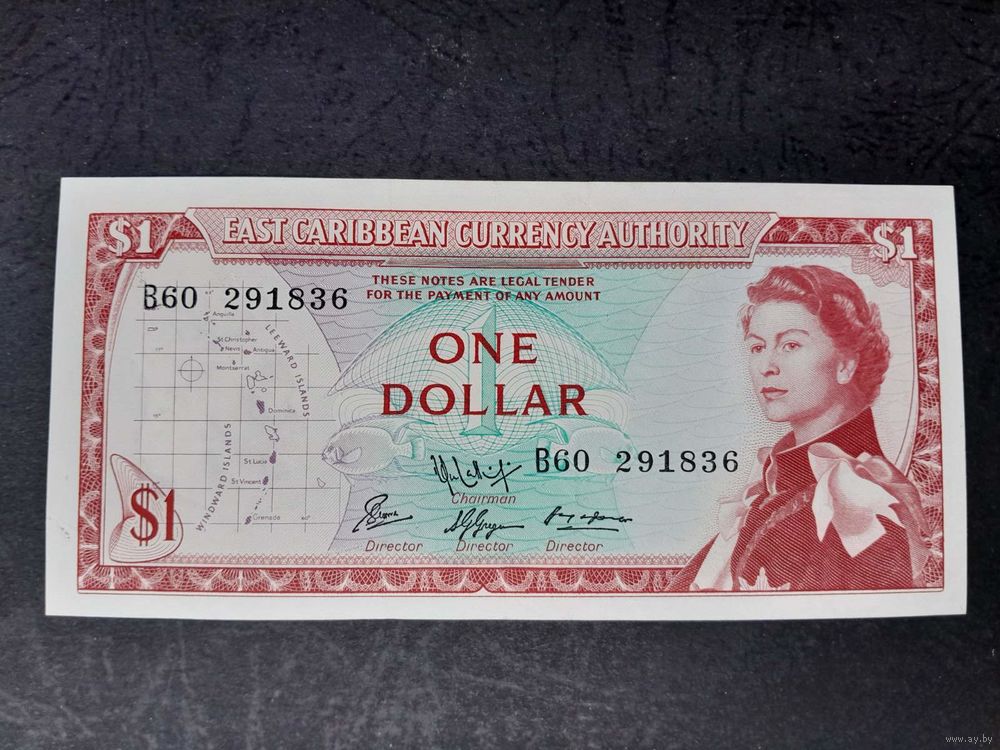 $1 EAST CARIBBEAN CURRENCY AUTHORITY $1
THESE NOTES ARE LEGAL TENDER
FOR THE PAYMENT OF ANY AMOUNT
B60 291836
1
ONE
DOLLAR
Anguilla
St Christopher
Nevis Antigua
Montserrat
LEEWARD ISLANDS
Dominica
WINDWARD ISLANDS
St Lucia
St Vincent
Grenada
B60 291836
Chairman
$1
Director Director Director
www.ay.by